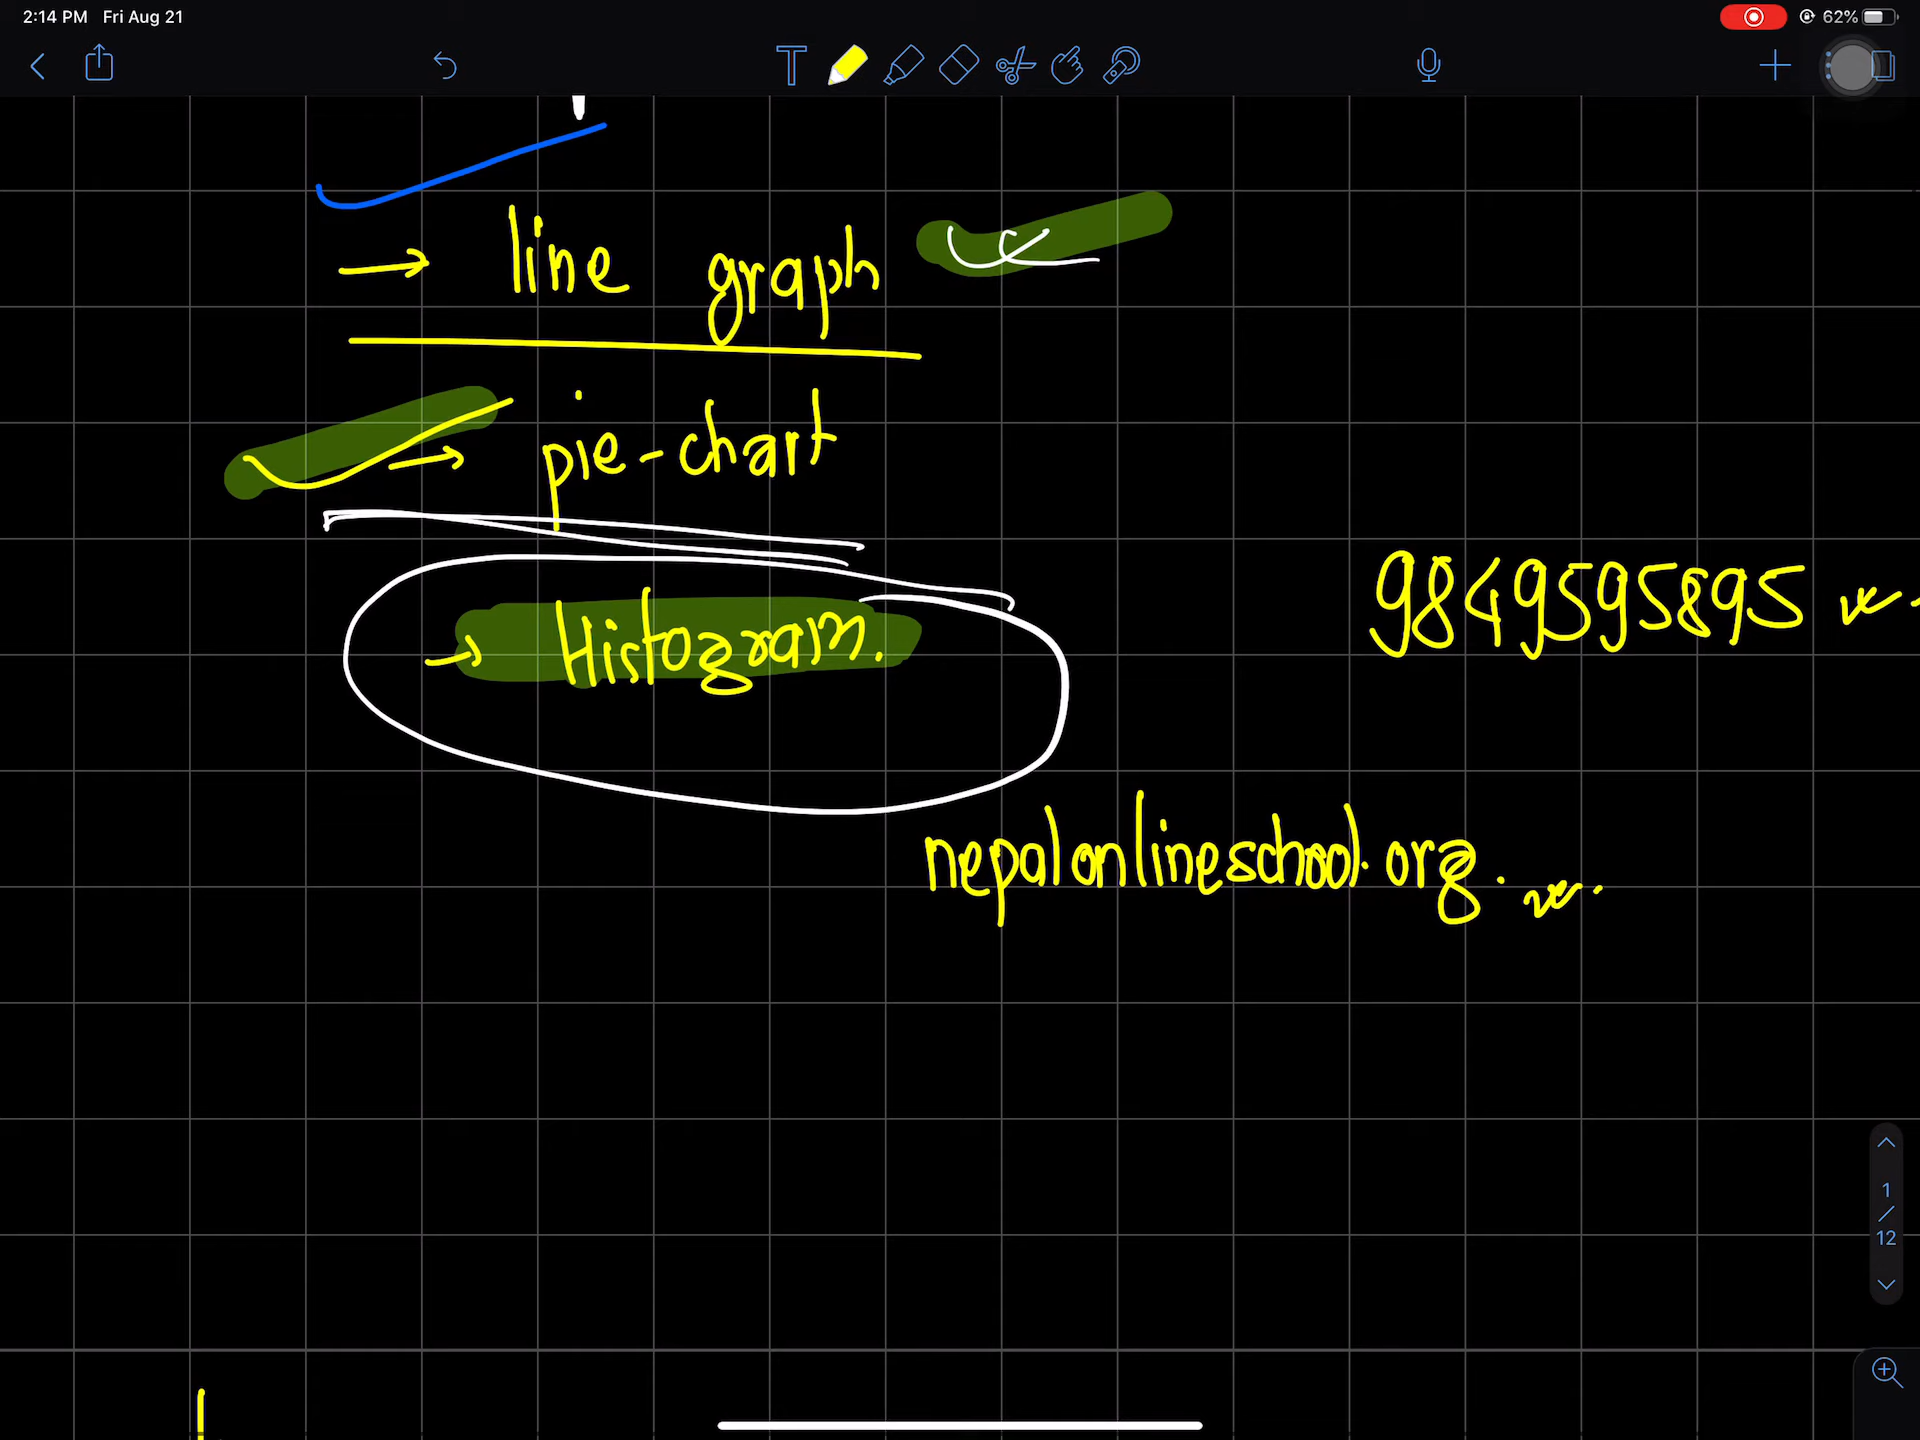 2:14 PM Fri Aug 21
62%
→ line graph
→ pie-chart
→ Histogram.
9849595895
nepalonlineschool.org.
1
/
12